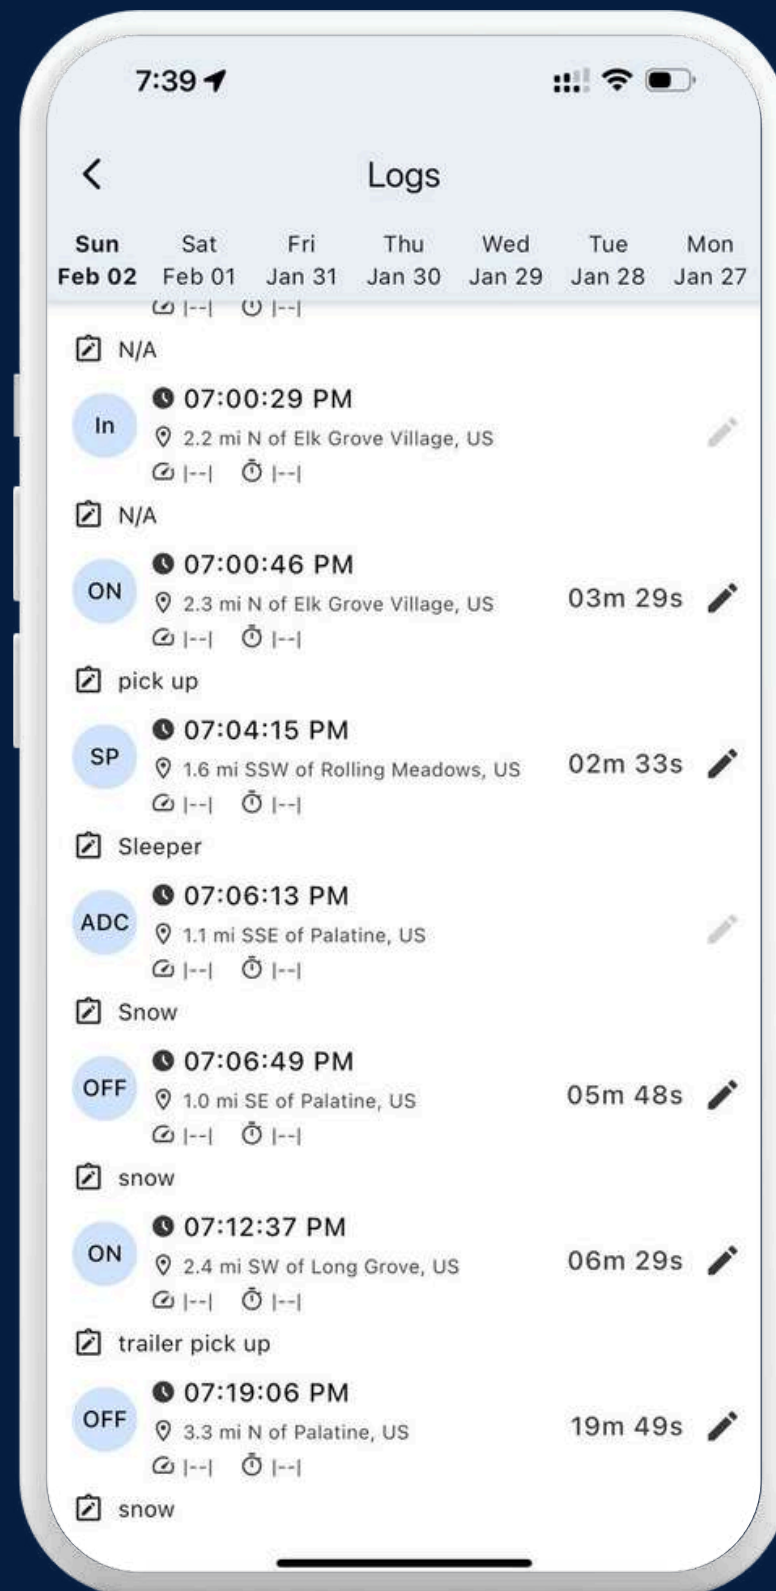 7:39
Logs
Sun Sat Fri Thu Wed Tue Mon
Feb 02 Feb 01 Jan 31 Jan 30 Jan 29 Jan 28 Jan 27
|--| |--|
N/A
In
07:00:29 PM
2.2 mi N of Elk Grove Village, US
|--| |--|
N/A
ON
07:00:46 PM
2.3 mi N of Elk Grove Village, US
03m 29s
|--| |--|
pick up
SP
07:04:15 PM
1.6 mi SSW of Rolling Meadows, US
02m 33s
|--| |--|
Sleeper
ADC
07:06:13 PM
1.1 mi SSE of Palatine, US
|--| |--|
Snow
OFF
07:06:49 PM
1.0 mi SE of Palatine, US
05m 48s
|--| |--|
snow
ON
07:12:37 PM
2.4 mi SW of Long Grove, US
06m 29s
|--| |--|
trailer pick up
OFF
07:19:06 PM
3.3 mi N of Palatine, US
19m 49s
|--| |--|
snow